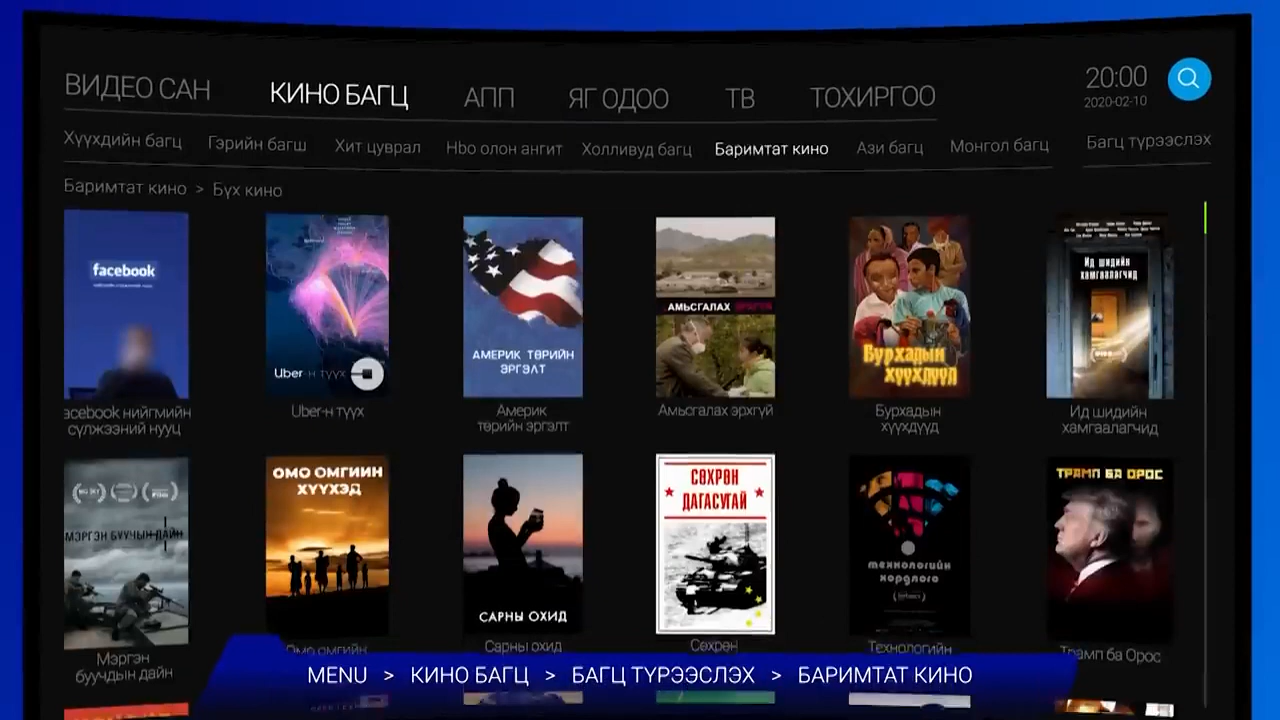 ВИДЕО САН
КИНО БАГЦ
АПП
ЯГ ОДОО
ТВ
ТОХИРГОО
20:00
2020-02-10
Хүүхдийн багц
Гэрийн багш
Хит цуврал
Hbo олон ангит
Холливуд багц
Баримтат кино
Ази багц
Монгол багц
Багц түрээслэх
Баримтат кино > Бүх кино
facebook
Uber-н түүх
АМЕРИК ТӨРИЙН
ЭРГЭЛТ
АМЬСГАЛАХ ЭРХГҮЙ
Бурхадын
хүүхдүүд
Ид шидийн
хамгаалагчид
acebook нийгмийн
сүлжээний нууц
Uber-н түүх
Америк
төрийн эргэлт
Амьсгалах эрхгүй
Бурхадын
хүүхдүүд
Ид шидийн
хамгаалагчид
МЭРГЭН БУУЧЫН ДАЙН
ОМО ОМГИИН
ХҮҮХЭД
САРНЫ ОХИД
СӨХРӨН
ДАГАСУГАЙ
технологийн
хордлого
ТРАМП БА ОРОС
Мэргэн
буучдын дайн
Омо омгийн
Сарны охид
Сөхрөн
Технологийн
Трамп ба Орос
MENU > КИНО БАГЦ > БАГЦ ТҮРЭЭСЛЭХ > БАРИМТАТ КИНО